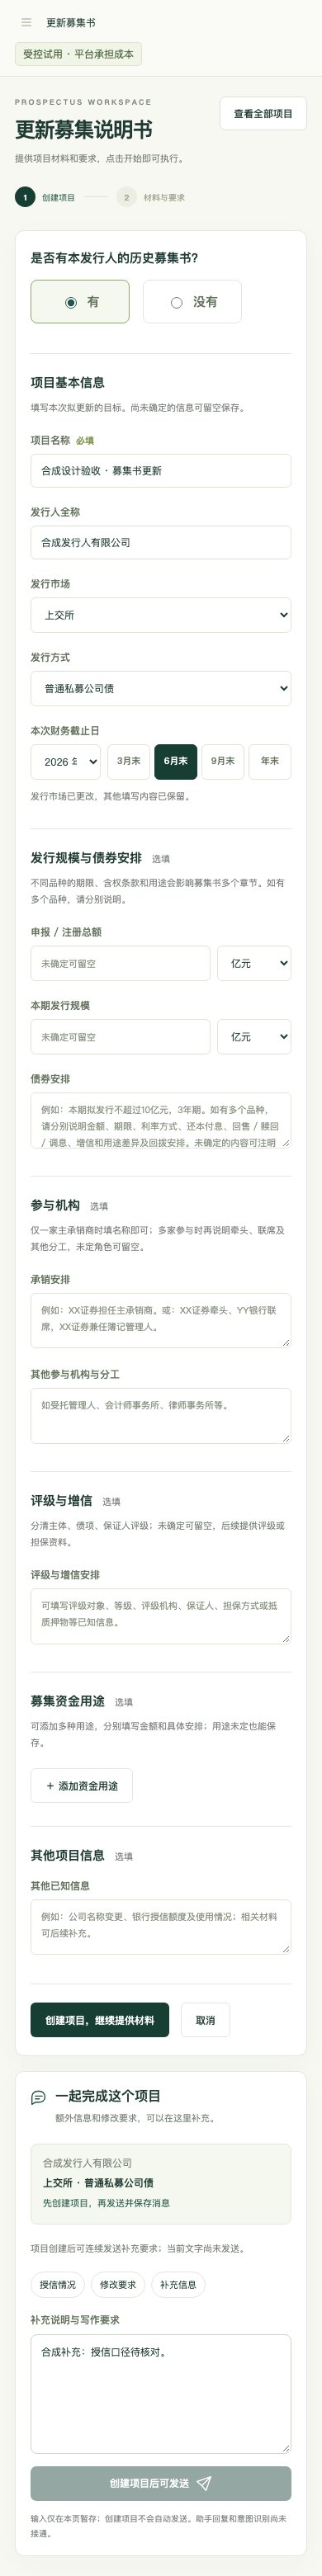 更新募集书
受控试用 · 平台承担成本
PROSPECTUS WORKSPACE
更新募集说明书
查看全部项目
提供项目材料和要求，点击开始即可执行。
1 创建项目 2 材料与要求
是否有本发行人的历史募集书?
有 没有
项目基本信息
填写本次拟更新的目标。尚未确定的信息可留空保存。
项目名称 必填
合成设计验收 · 募集书更新
发行人全称
合成发行人有限公司
发行市场
上交所
发行方式
普通私募公司债
本次财务截止日
2026 3月末 6月末 9月末 年末
发行市场已更改，其他填写内容已保留。
发行规模与债券安排 选填
不同品种的期限、含权条款和用途会影响募集书多个章节。如有
多个品种，请分别说明。
申报 / 注册总额
未确定可留空 亿元
本期发行规模
未确定可留空 亿元
债券安排
例如：本期拟发行不超过10亿元，3年期。如有多个品种，
请分别说明金额、期限、利率方式、还本付息、回售 / 赎回
/ 调息、增信和用途差异及回拨安排。未确定的内容可注明
参与机构 选填
仅一家主承销商时填名称即可；多家参与时再说明牵头、联席及
其他分工，未定角色可留空。
承销安排
例如：XX证券担任主承销商。或：XX证券牵头、YY银行联
席，XX证券兼任簿记管理人。
其他参与机构与分工
如受托管理人、会计师事务所、律师事务所等。
评级与增信 选填
分清主体、债项、保证人评级；未确定可留空，后续提供评级或
担保资料。
评级与增信安排
可填写评级对象、等级、评级机构、保证人、担保方式或抵
质押物等已知信息。
募集资金用途 选填
可添加多种用途，分别填写金额和具体安排；用途未定也能保
存。
+ 添加资金用途
其他项目信息 选填
其他已知信息
例如：公司名称变更、银行授信额度及使用情况；相关材料
可后续补充。
创建项目，继续提供材料 取消
一起完成这个项目
额外信息和修改要求，可以在这里补充。
合成发行人有限公司
上交所 · 普通私募公司债
先创建项目，再发送并保存消息
项目创建后可连续发送补充要求；当前文字尚未发送。
授信情况 修改要求 补充信息
补充说明与写作要求
合成补充：授信口径待核对。
创建项目后可发送
输入仅在本页暂存；创建项目不会自动发送。助手回复和意图识别尚未
接通。